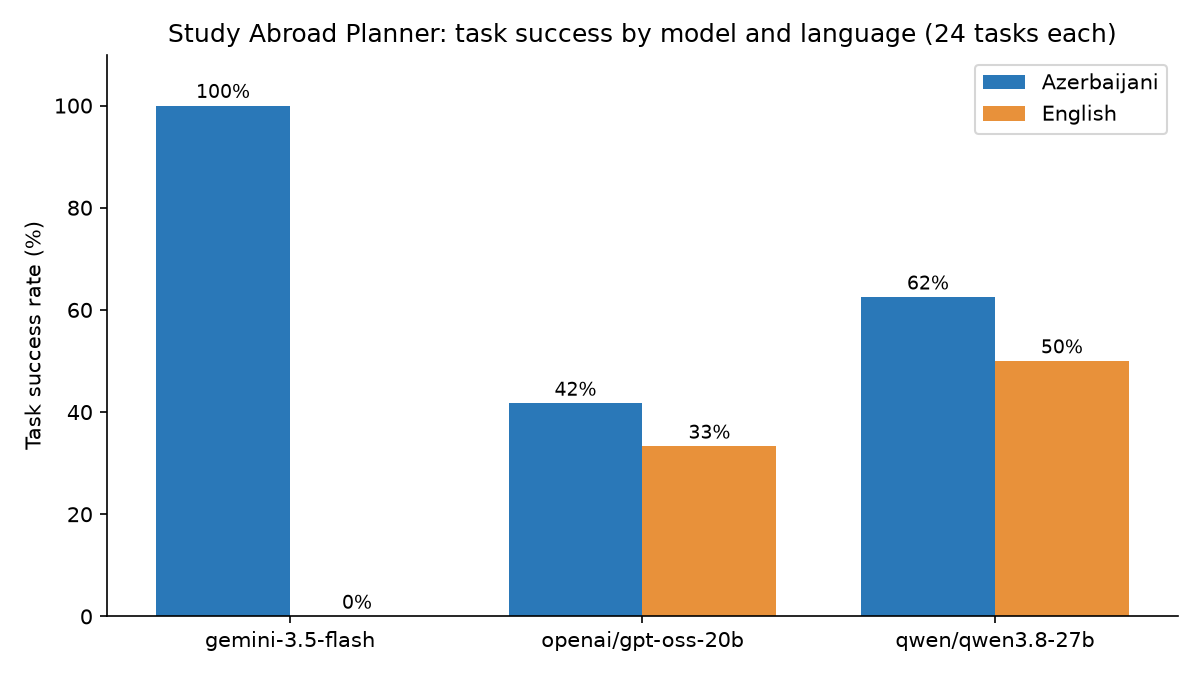 Study Abroad Planner: task success by model and language (24 tasks each)
Azerbaijani
English
Task success rate (%)
100
80
60
40
20
0
100%
0%
42%
33%
62%
50%
gemini-3.5-flash
openai/gpt-oss-20b
qwen/qwen3.8-27b